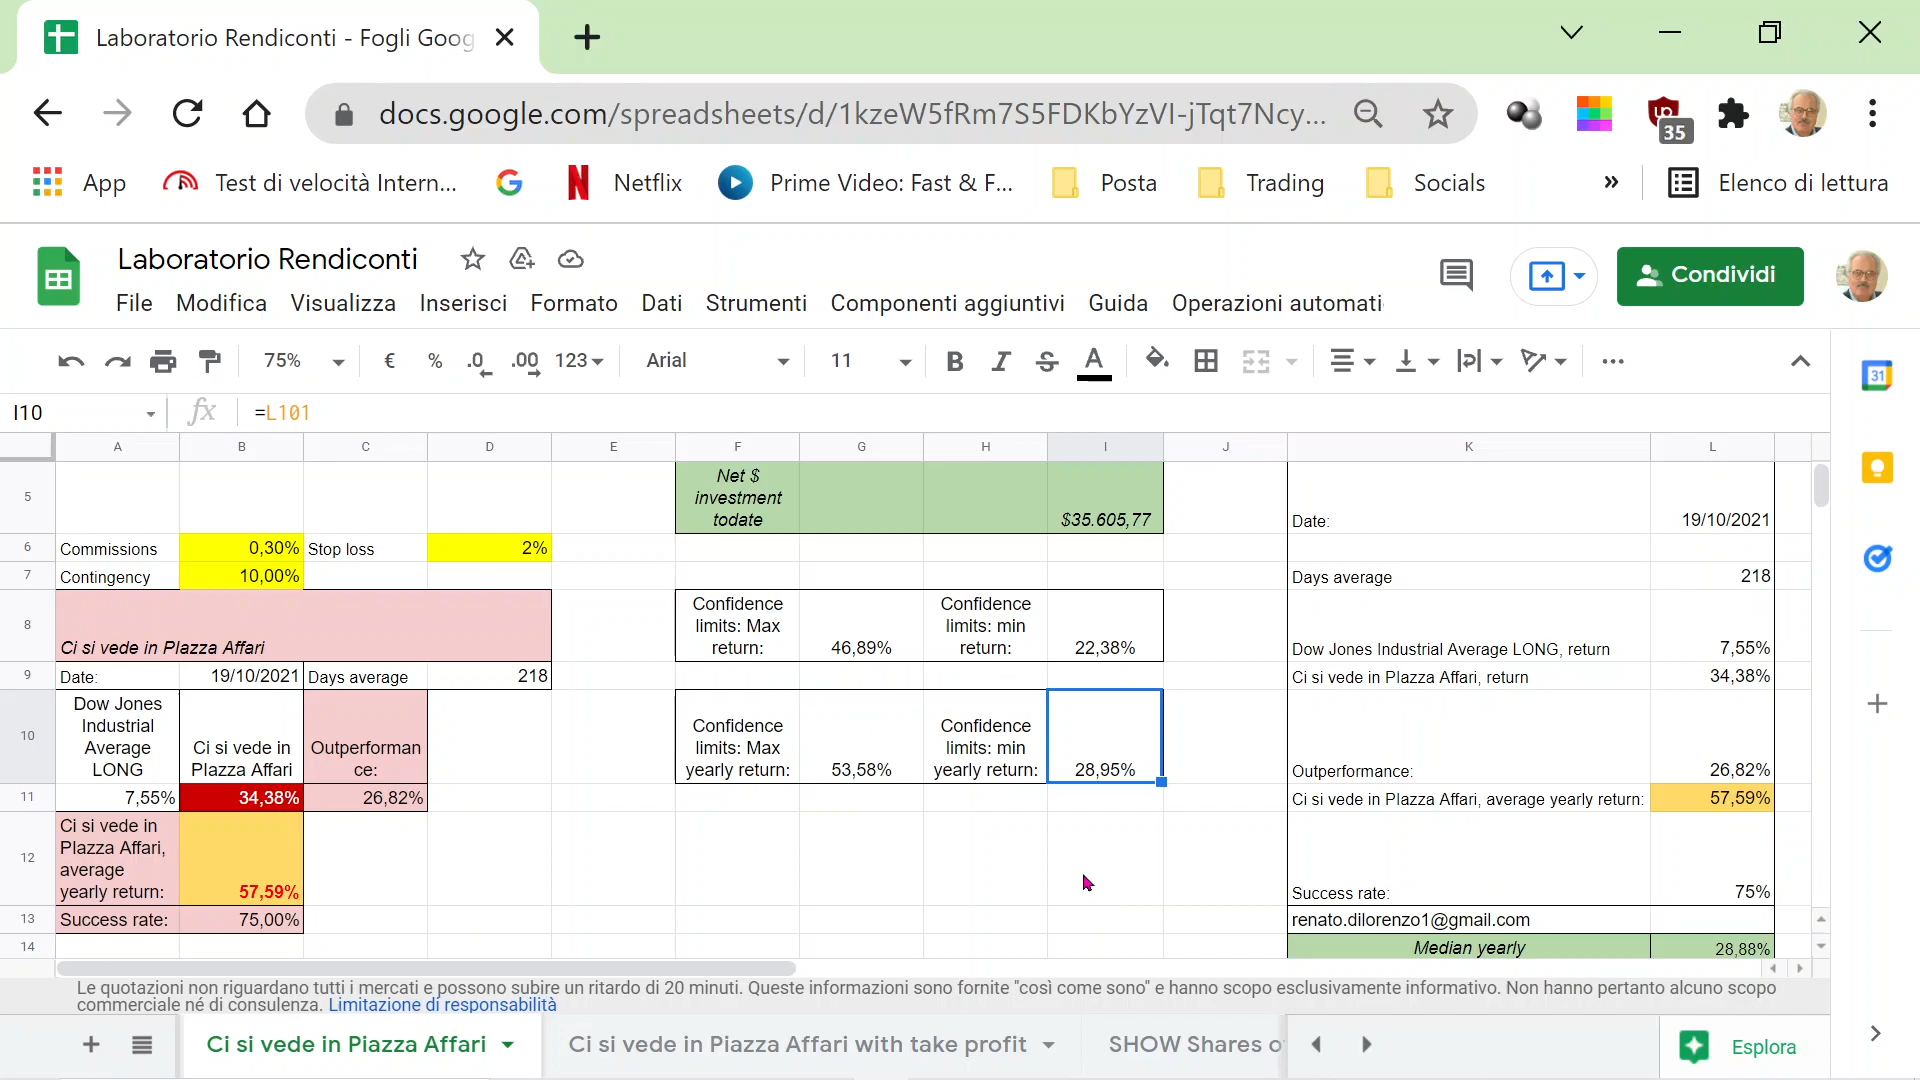 Laboratorio Rendiconti - Fogli Goog
docs.google.com/spreadsheets/d/1kzeW5fRm7S5FDKbYzVI-jTqt7Ncy...
35
App
Test di velocità Intern...
Netflix
Prime Video: Fast & F...
Posta
Trading
Socials
»
Elenco di lettura
Laboratorio Rendiconti
File Modifica Visualizza Inserisci Formato Dati Strumenti Componenti aggiuntivi Guida Operazioni automati
Condividi
75% € % .0 .00 123 Arial 11 B I S A
31
I10 fx =L101
A B C D E F G H I J K L
5
Net $
investment
todate
$35.605,77
Date: 19/10/2021
6 Commissions 0,30% Stop loss 2%
7 Contingency 10,00%
Days average 218
8 Ci si vede in PIazza Affari
Confidence
limits: Max
return:
46,89%
Confidence
limits: min
return:
22,38%
Dow Jones Industrial Average LONG, return 7,55%
9 Date: 19/10/2021 Days average 218
Ci si vede in Plazza Affari, return 34,38%
10
Dow Jones
Industrial
Average
LONG
Ci si vede in
Plazza Affari
Outperforman
ce:
Confidence
limits: Max
yearly return:
53,58%
Confidence
limits: min
yearly return:
28,95%
Outperformance: 26,82%
11 7,55% 34,38% 26,82%
Ci si vede in Plazza Affari, average yearly return: 57,59%
12
Ci si vede in
Plazza Affari,
average
yearly return:
57,59%
Success rate: 75%
13 Success rate: 75,00%
renato.dilorenzo1@gmail.com
14
Median yearly 28,88%
Le quotazioni non riguardano tutti i mercati e possono subire un ritardo di 20 minuti. Queste informazioni sono fornite "così come sono" e hanno scopo esclusivamente informativo. Non hanno pertanto alcuno scopo
commerciale né di consulenza. Limitazione di responsabilità
Ci si vede in Piazza Affari
Ci si vede in Piazza Affari with take profit
SHOW Shares o
Esplora